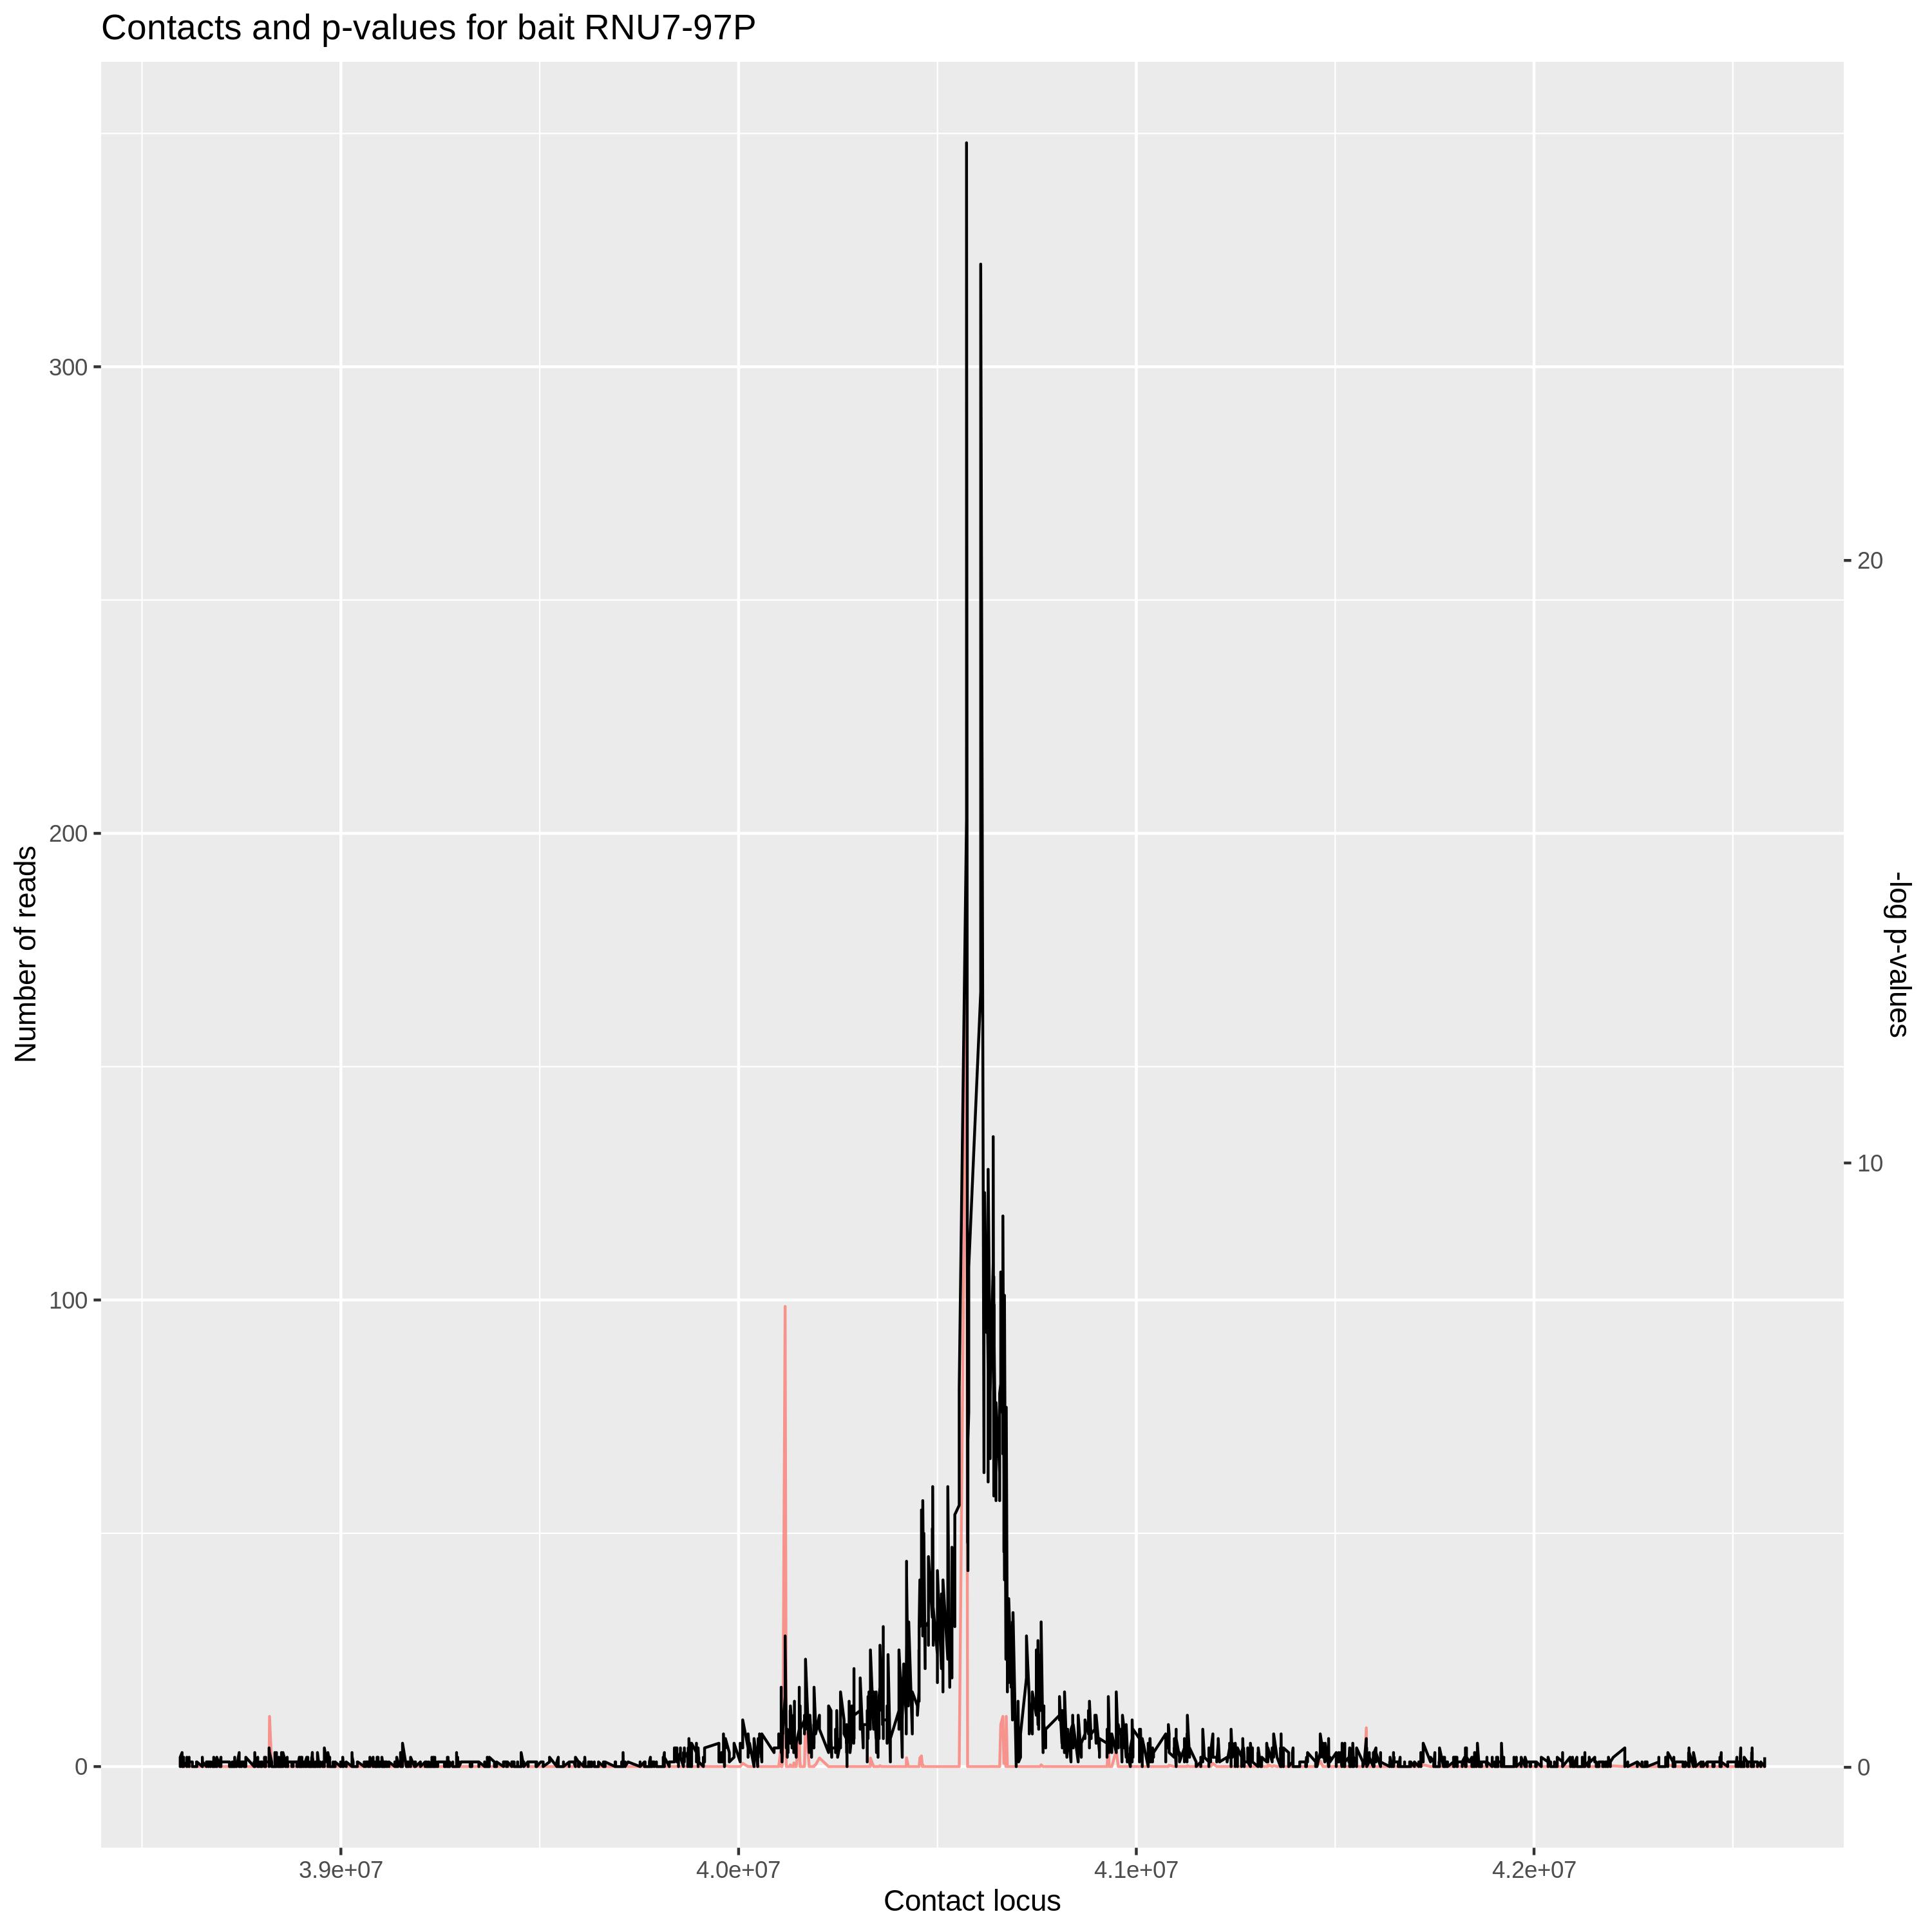 Contacts and p-values for bait RNU7-97P
300
200
100
0
Number of reads
20
10
0
-log p-values
3.9e+07
4.0e+07
4.1e+07
4.2e+07
Contact locus